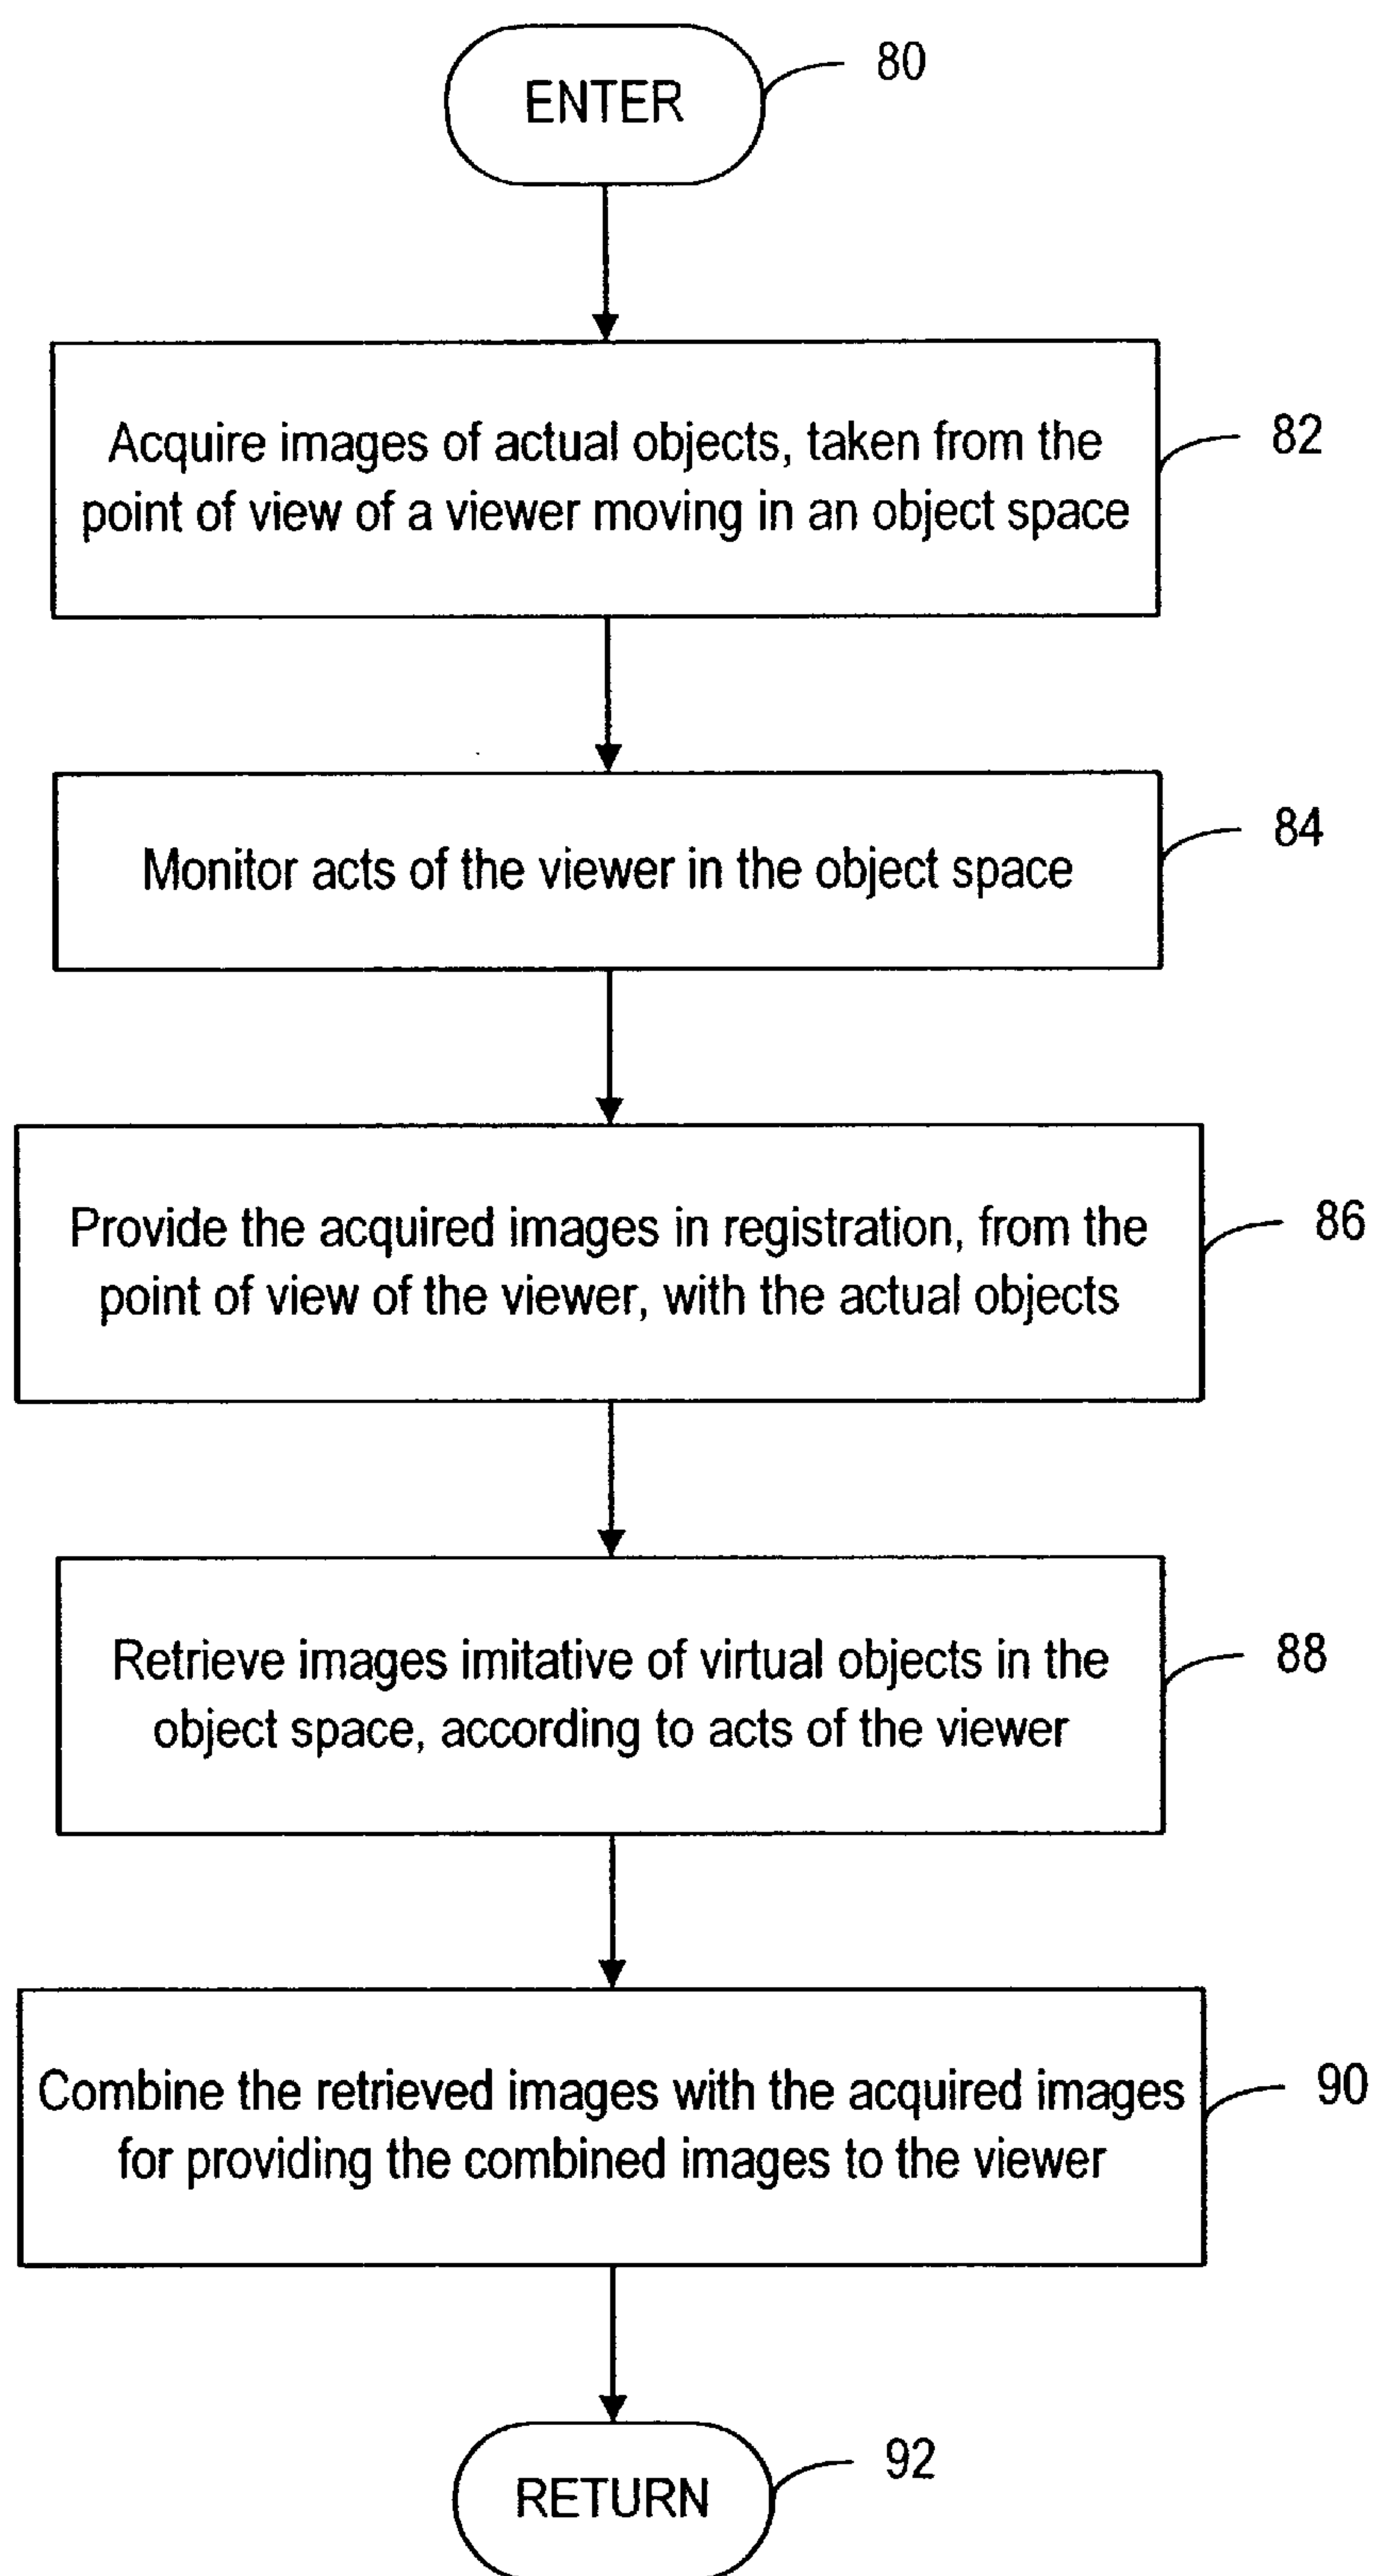 ENTER
80
Acquire images of actual objects, taken from the
point of view of a viewer moving in an object space
82
Monitor acts of the viewer in the object space
84
Provide the acquired images in registration, from the
point of view of the viewer, with the actual objects
86
Retrieve images imitative of virtual objects in the
object space, according to acts of the viewer
88
Combine the retrieved images with the acquired images
for providing the combined images to the viewer
90
RETURN
92